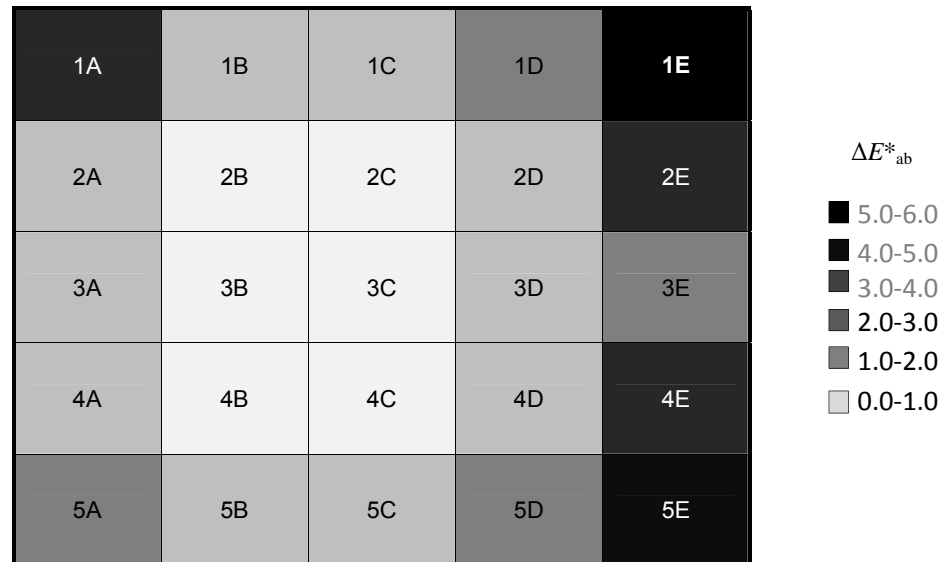 1A 1B 1C 1D 1E
2A 2B 2C 2D 2E
3A 3B 3C 3D 3E
4A 4B 4C 4D 4E
5A 5B 5C 5D 5E
ΔE*ab
5.0-6.0
4.0-5.0
3.0-4.0
2.0-3.0
1.0-2.0
0.0-1.0